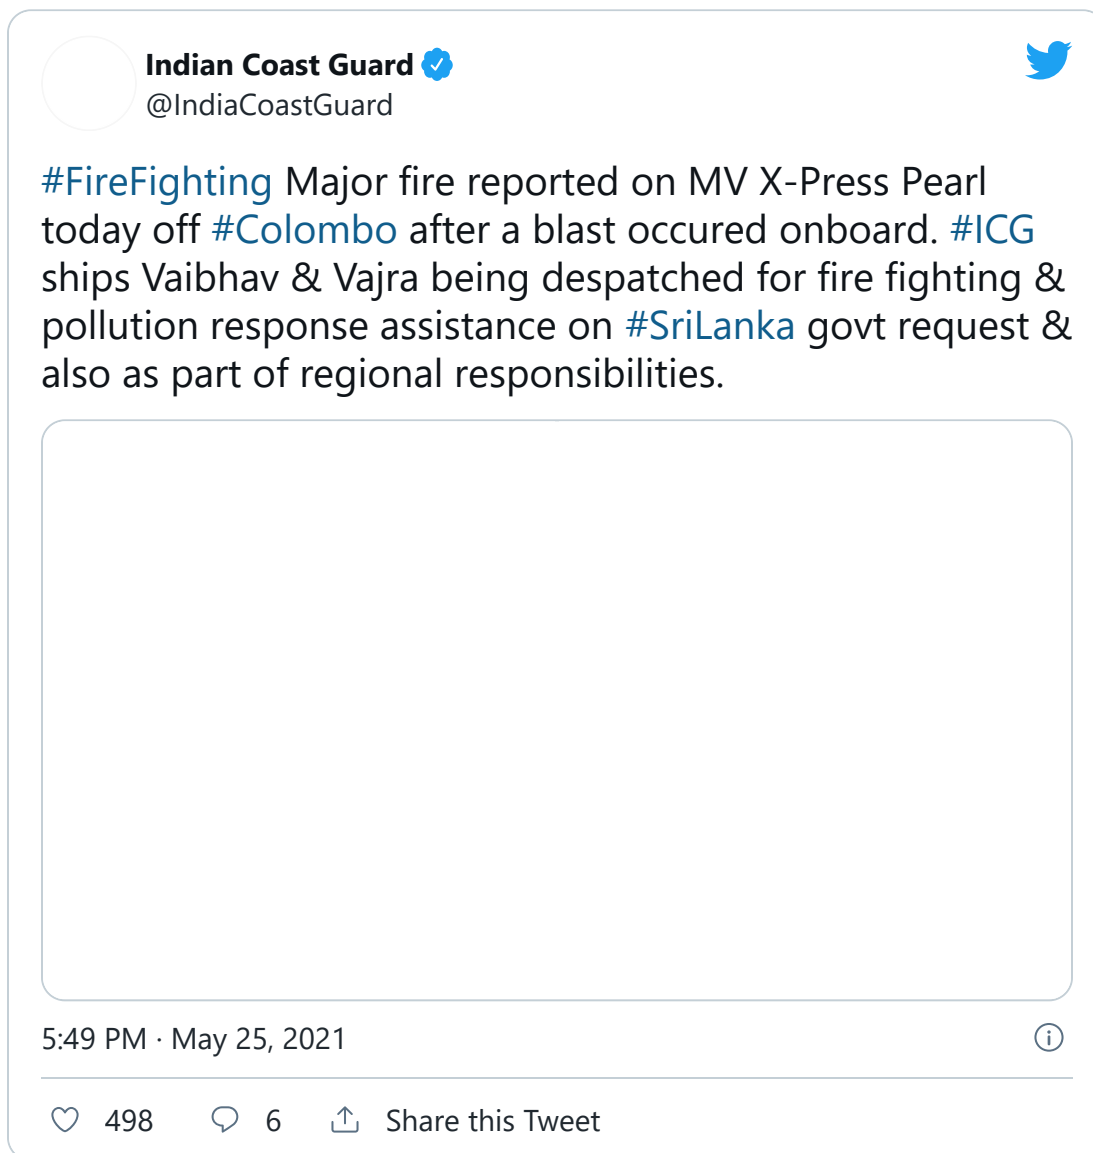 Indian Coast Guard
@IndiaCoastGuard
#FireFighting Major fire reported on MV X-Press Pearl
today off #Colombo after a blast occured onboard. #ICG
ships Vaibhav & Vajra being despatched for fire fighting &
pollution response assistance on #SriLanka govt request &
also as part of regional responsibilities.
5:49 PM · May 25, 2021
498 6 Share this Tweet